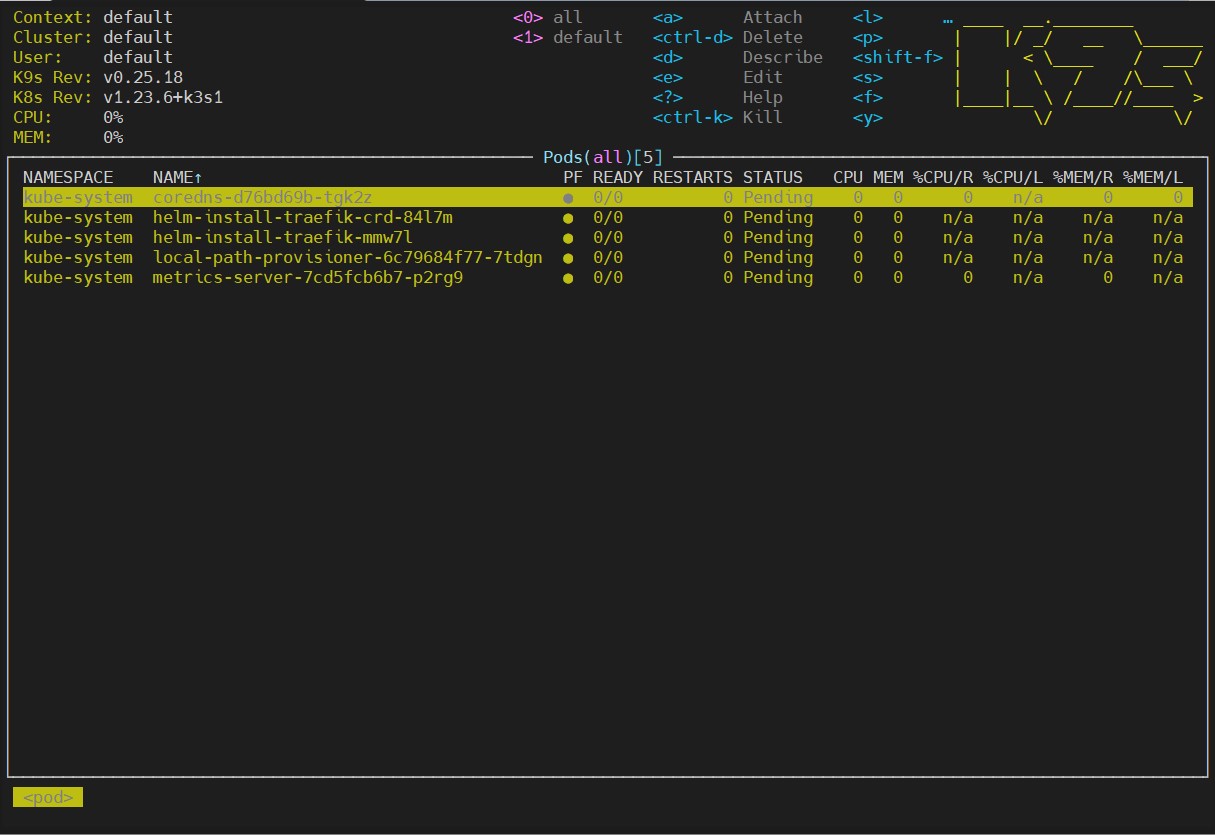 Context: default <0> all <a> Attach <l> …
Cluster: default <1> default <ctrl-d> Delete <p>
User: default <d> Describe <shift-f>
K9s Rev: v0.25.18 <e> Edit <s>
K8s Rev: v1.23.6+k3s1 <?> Help <f>
CPU: 0% <ctrl-k> Kill <y>
MEM: 0%
Pods(all)[5]
NAMESPACE NAME↑ PF READY RESTARTS STATUS CPU MEM %CPU/R %CPU/L %MEM/R %MEM/L
kube-system coredns-d76bd69b-tgk2z ● 0/0 0 Pending 0 0 0 n/a 0 0
kube-system helm-install-traefik-crd-84l7m ● 0/0 0 Pending 0 0 n/a n/a n/a n/a
kube-system helm-install-traefik-mmw7l ● 0/0 0 Pending 0 0 n/a n/a n/a n/a
kube-system local-path-provisioner-6c79684f77-7tdgn ● 0/0 0 Pending 0 0 n/a n/a n/a n/a
kube-system metrics-server-7cd5fcb6b7-p2rg9 ● 0/0 0 Pending 0 0 0 n/a 0 n/a
<pod>